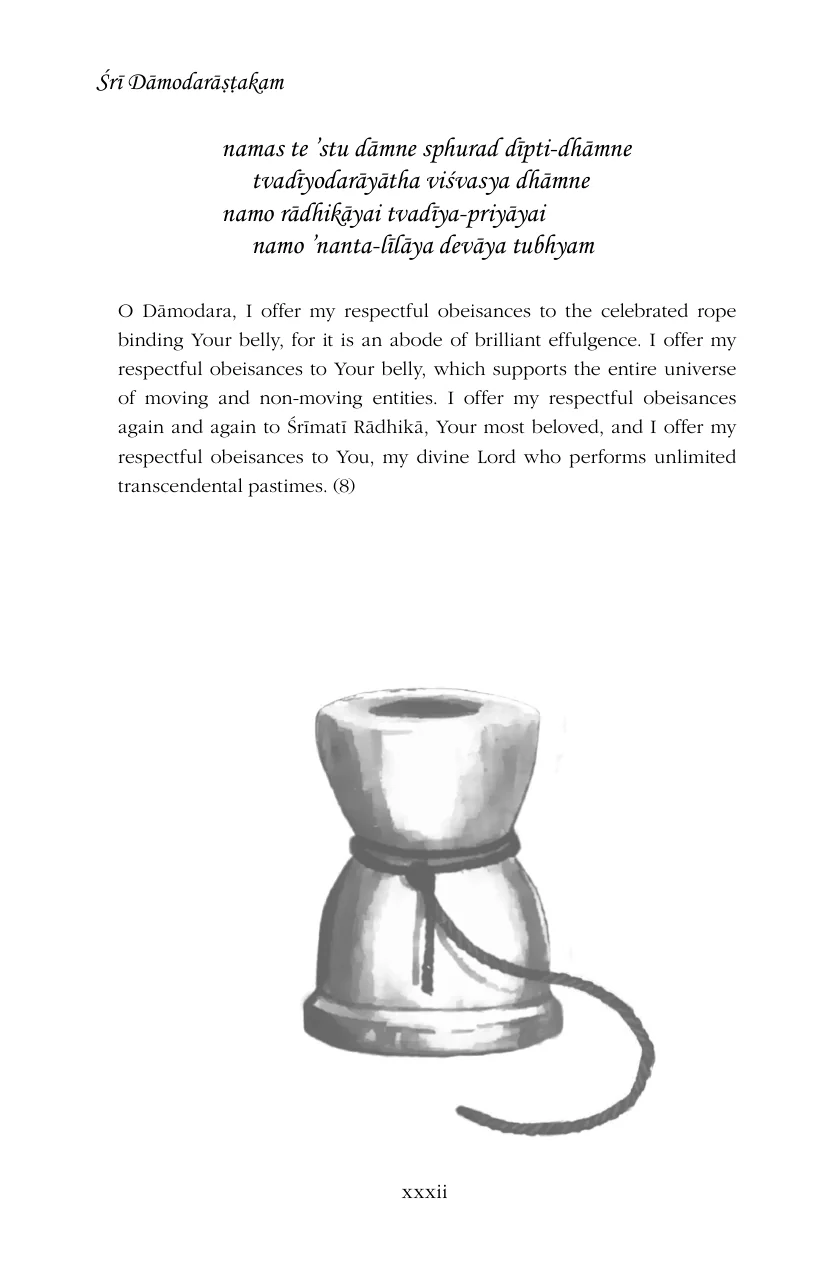 Śrī Dāmodarāṣṭakam
namas te ’stu dāmne sphurad dīpti-dhāmne
tvadīyodarāyātha viśvasya dhāmne
namo rādhikāyai tvadīya-priyāyai
namo ’nanta-līlāya devāya tubhyam
O Dāmodara, I offer my respectful obeisances to the celebrated rope
binding Your belly, for it is an abode of brilliant effulgence. I offer my
respectful obeisances to Your belly, which supports the entire universe
of moving and non-moving entities. I offer my respectful obeisances
again and again to Śrīmatī Rādhikā, Your most beloved, and I offer my
respectful obeisances to You, my divine Lord who performs unlimited
transcendental pastimes. (8)
xxxii